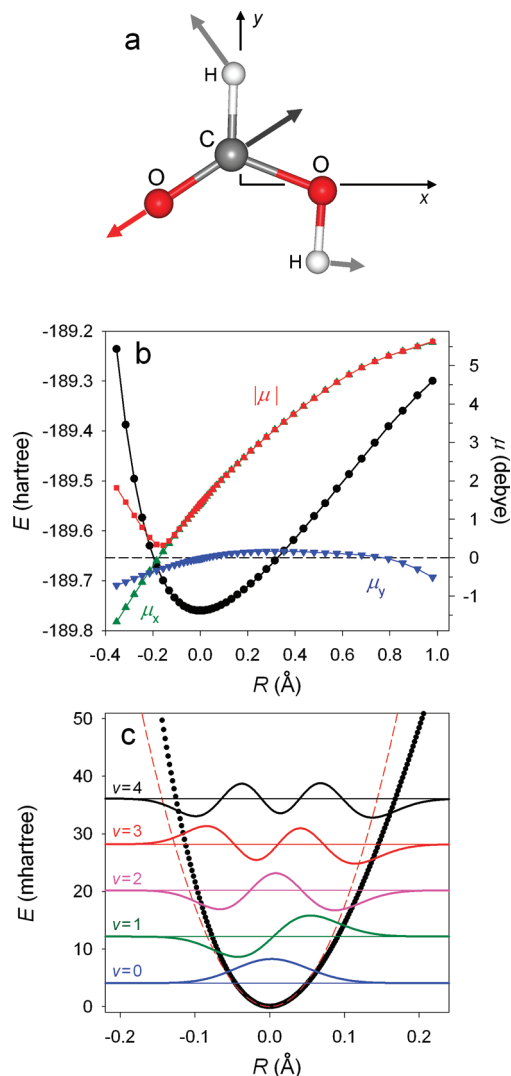 a
y
H
C
O
O
x
H
b
-189.2
-189.3
-189.4
-189.5
-189.6
-189.7
-189.8
E (hartree)
|μ|
μx
μy
5
4
3
2
1
0
-1
μ (debye)
-0.4 -0.2 0.0 0.2 0.4 0.6 0.8 1.0
R (Å)
c
50
40
30
20
10
0
E (mhartree)
v=4
v=3
v=2
v=1
v=0
-0.2 -0.1 0.0 0.1 0.2
R (Å)